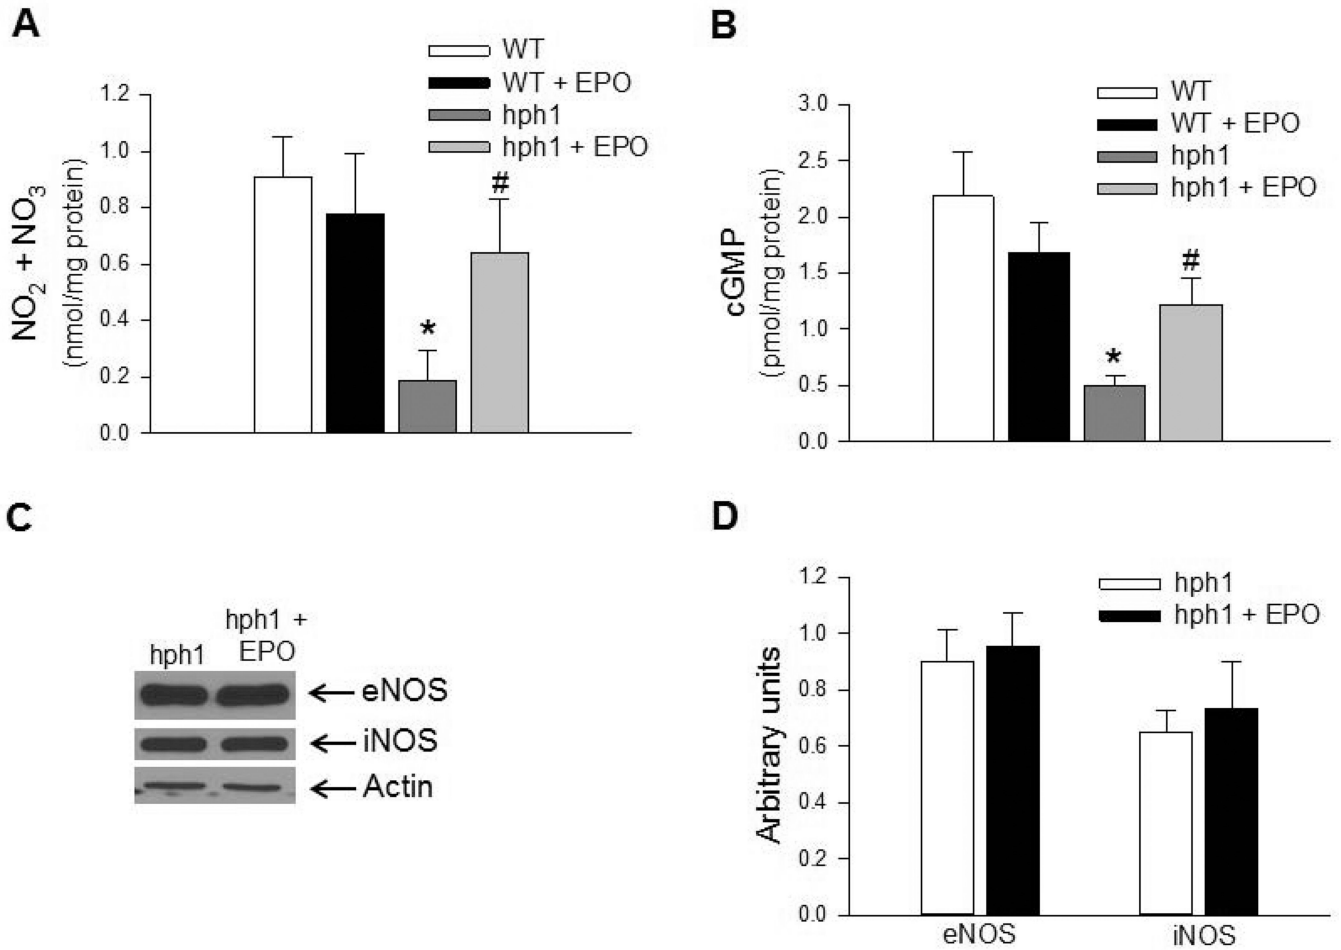 A
WT
WT + EPO
hph1
hph1 + EPO
NO2 + NO3
(nmol/mg protein)
1.2
1.0
0.8
0.6
0.4
0.2
0.0
*
#
B
WT
WT + EPO
hph1
hph1 + EPO
cGMP
(pmol/mg protein)
3.0
2.5
2.0
1.5
1.0
0.5
0.0
*
#
C
hph1
hph1 +
EPO
eNOS
iNOS
Actin
D
hph1
hph1 + EPO
Arbitrary units
1.2
1.0
0.8
0.6
0.4
0.2
0.0
eNOS
iNOS